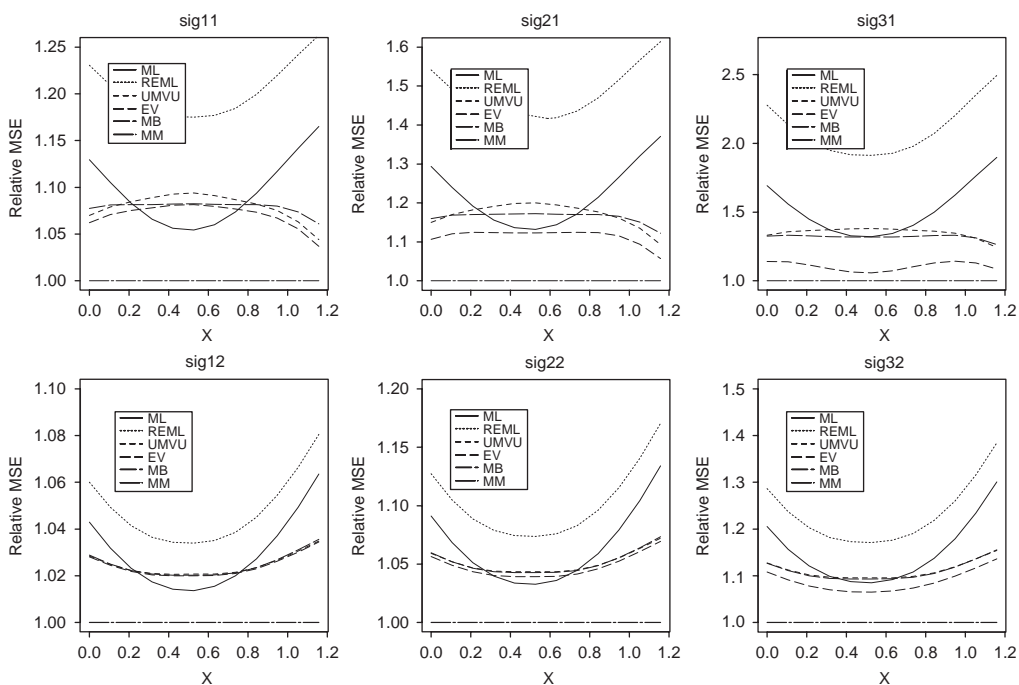 sig11
Relative MSE
1.25
1.20
1.15
1.10
1.05
1.00
ML
REML
UMVU
EV
MB
MM
0.0 0.2 0.4 0.6 0.8 1.0 1.2
X
sig21
Relative MSE
1.6
1.5
1.4
1.3
1.2
1.1
1.0
ML
REML
UMVU
EV
MB
MM
0.0 0.2 0.4 0.6 0.8 1.0 1.2
X
sig31
Relative MSE
2.5
2.0
1.5
1.0
ML
REML
UMVU
EV
MB
MM
0.0 0.2 0.4 0.6 0.8 1.0 1.2
X
sig12
Relative MSE
1.10
1.08
1.06
1.04
1.02
1.00
ML
REML
UMVU
EV
MB
MM
0.0 0.2 0.4 0.6 0.8 1.0 1.2
X
sig22
Relative MSE
1.20
1.15
1.10
1.05
1.00
ML
REML
UMVU
EV
MB
MM
0.0 0.2 0.4 0.6 0.8 1.0 1.2
X
sig32
Relative MSE
1.5
1.4
1.3
1.2
1.1
1.0
ML
REML
UMVU
EV
MB
MM
0.0 0.2 0.4 0.6 0.8 1.0 1.2
X